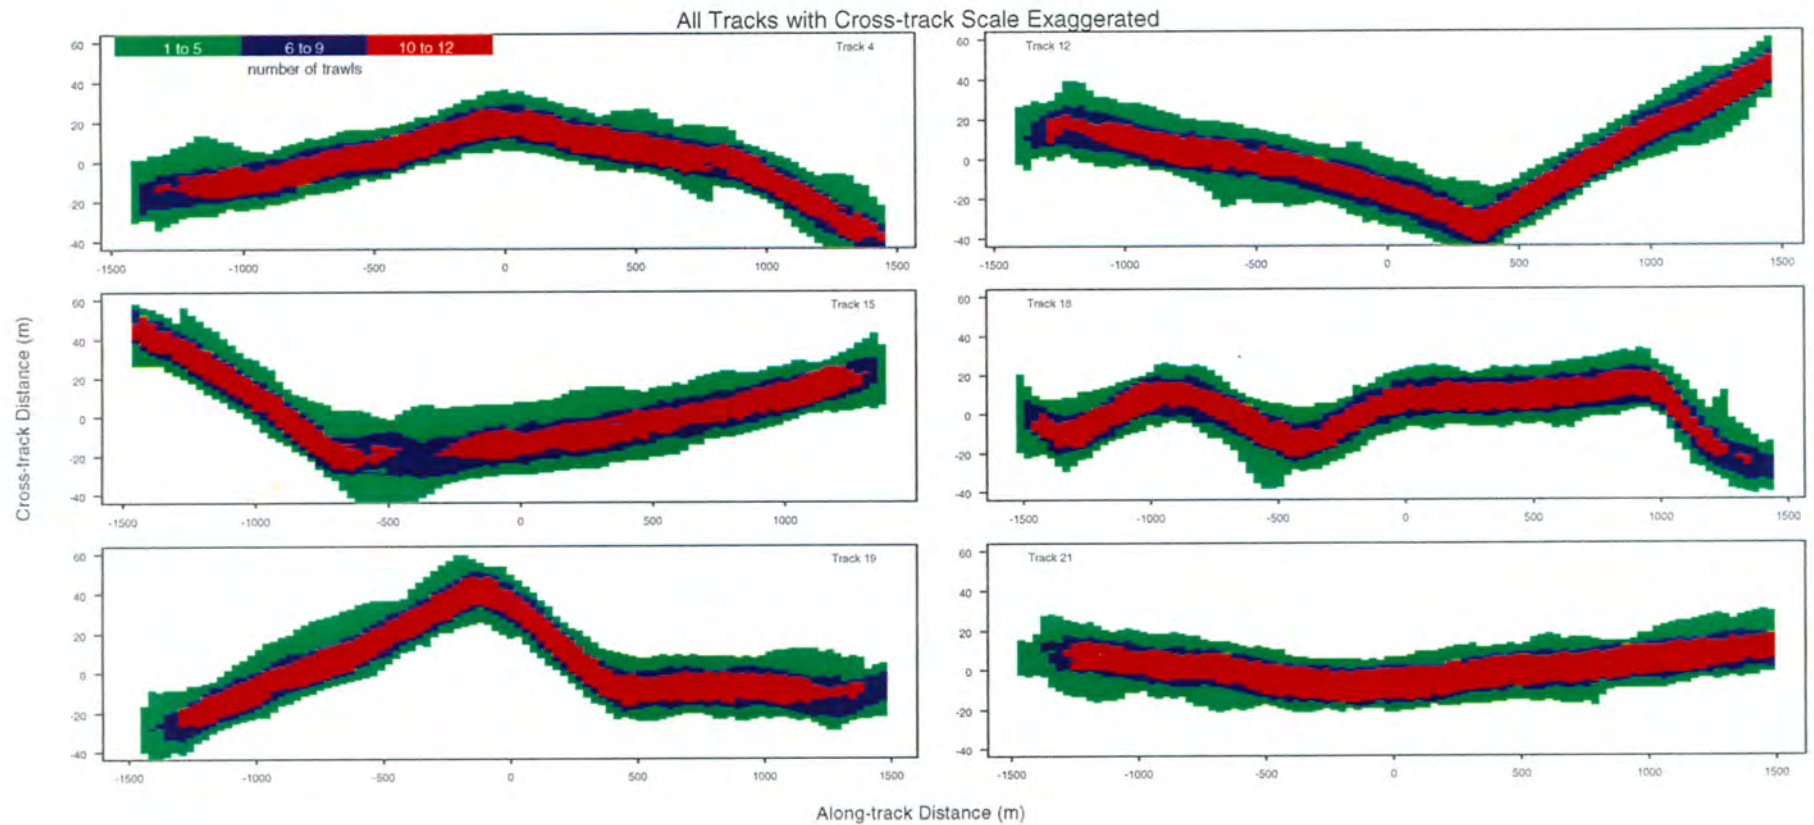 All Tracks with Cross-track Scale Exaggerated
1 to 5 6 to 9 10 to 12
number of trawls
Track 4
60
40
20
0
-20
-40
-1500 -1000 -500 0 500 1000 1500
Track 12
60
40
20
0
-20
-40
-1500 -1000 -500 0 500 1000 1500
Track 15
60
40
20
0
-20
-40
-1500 -1000 -500 0 500 1000
Track 18
60
40
20
0
-20
-40
-1500 -1000 -500 0 500 1000 1500
Track 19
60
40
20
0
-20
-40
-1500 -1000 -500 0 500 1000 1500
Track 21
60
40
20
0
-20
-40
-1500 -1000 -500 0 500 1000 1500
Cross-track Distance (m)
Along-track Distance (m)